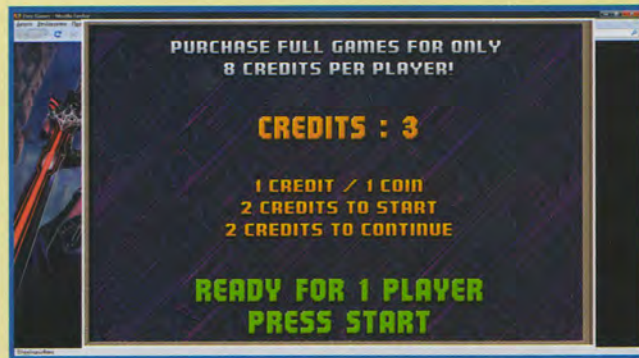 PURCHASE FULL GAMES FOR ONLY
8 CREDITS PER PLAYER!
CREDITS : 3
1 CREDIT / 1 COIN
2 CREDITS TO START
2 CREDITS TO CONTINUE
READY FOR 1 PLAYER
PRESS START